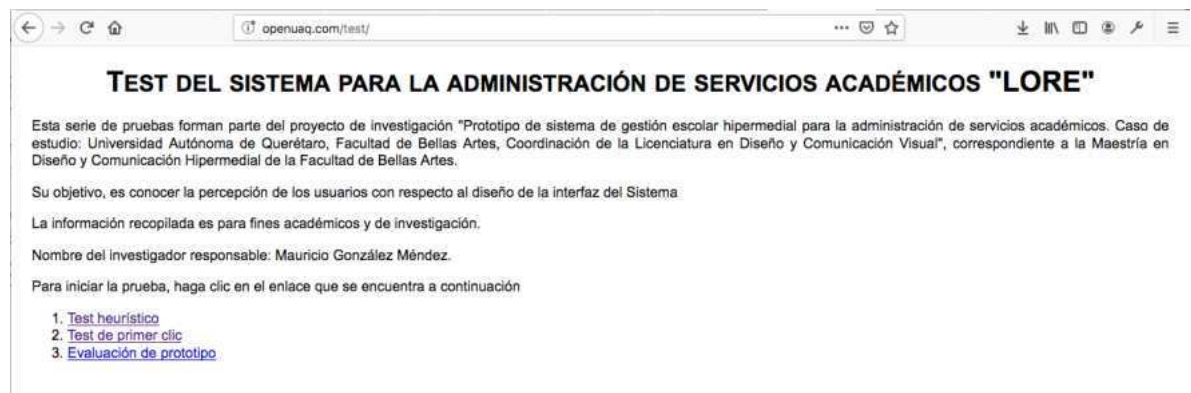 openuaq.com/test/
TEST DEL SISTEMA PARA LA ADMINISTRACIÓN DE SERVICIOS ACADÉMICOS "LORE"
Esta serie de pruebas forman parte del proyecto de investigación "Prototipo de sistema de gestión escolar hipermedial para la administración de servicios académicos. Caso de
estudio: Universidad Autónoma de Querétaro, Facultad de Bellas Artes, Coordinación de la Licenciatura en Diseño y Comunicación Visual", correspondiente a la Maestría en
Diseño y Comunicación Hipermedial de la Facultad de Bellas Artes.
Su objetivo, es conocer la percepción de los usuarios con respecto al diseño de la interfaz del Sistema
La información recopilada es para fines académicos y de investigación.
Nombre del investigador responsable: Mauricio González Méndez.
Para iniciar la prueba, haga clic en el enlace que se encuentra a continuación
1. Test heurístico
2. Test de primer clic
3. Evaluación de prototipo